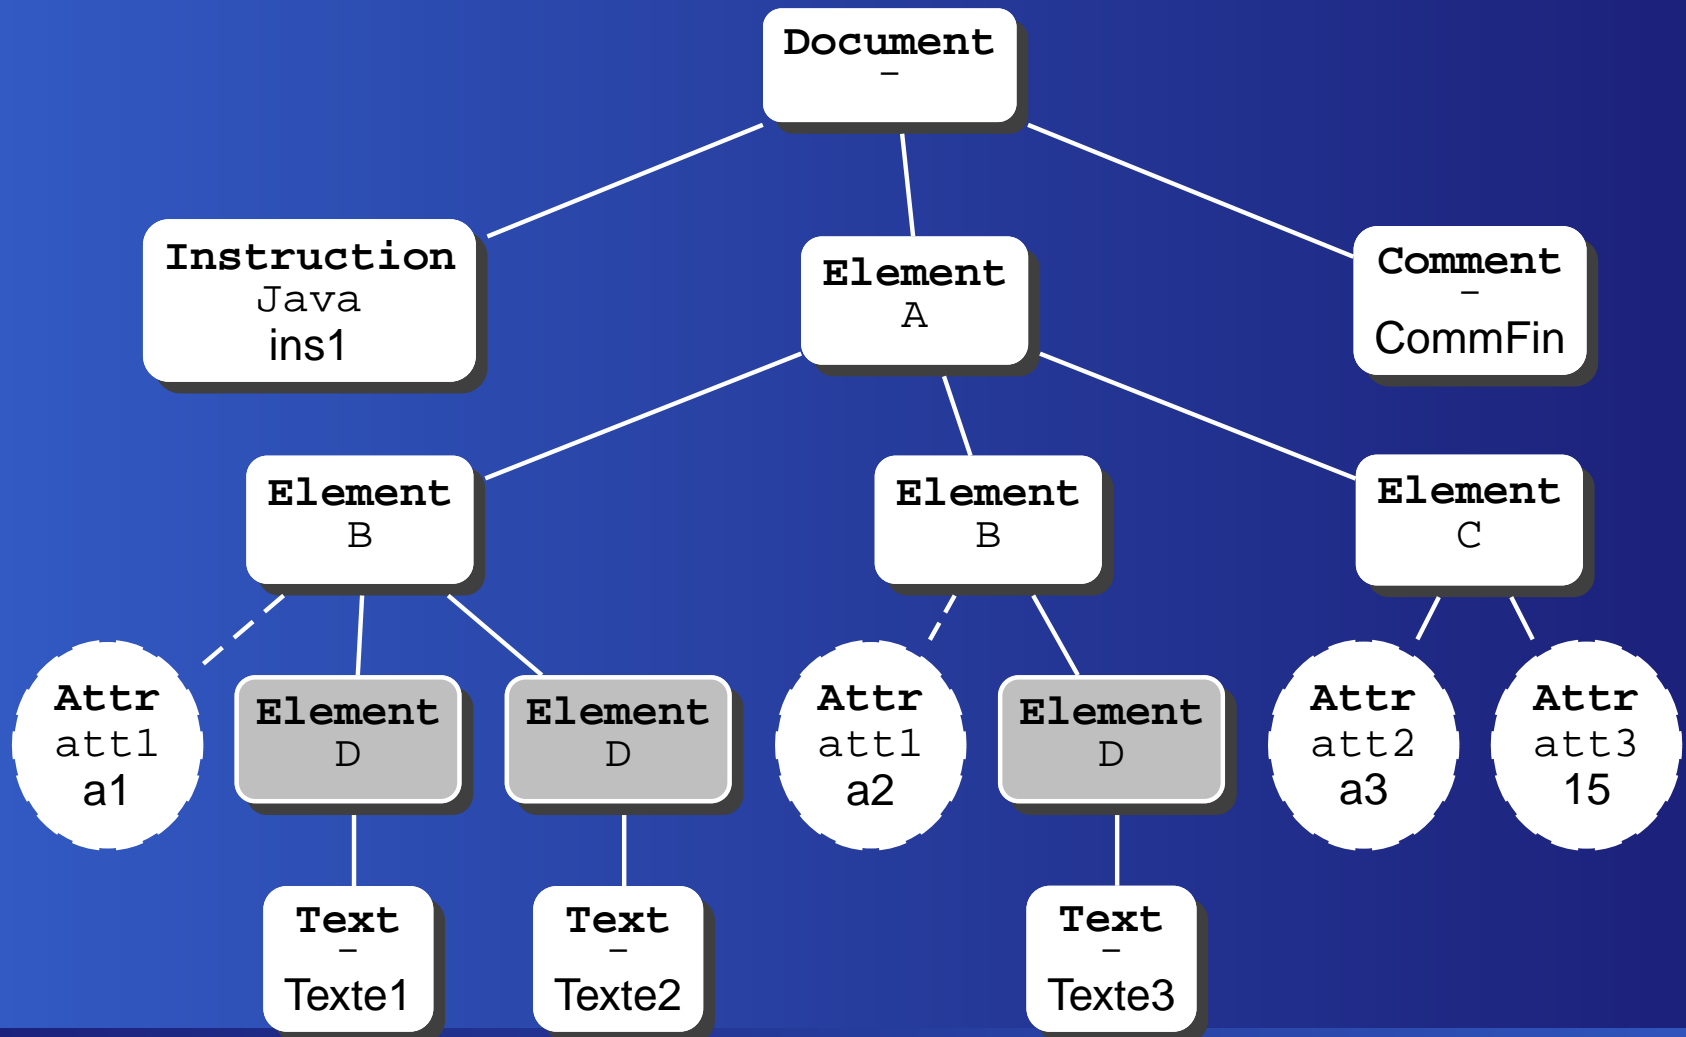 Document
-
Instruction
Java
ins1
Element
A
Comment
-
CommFin
Element
B
Element
B
Element
C
Attr
att1
a1
Element
D
Element
D
Attr
att1
a2
Element
D
Attr
att2
a3
Attr
att3
15
Text
-
Texte1
Text
-
Texte2
Text
-
Texte3